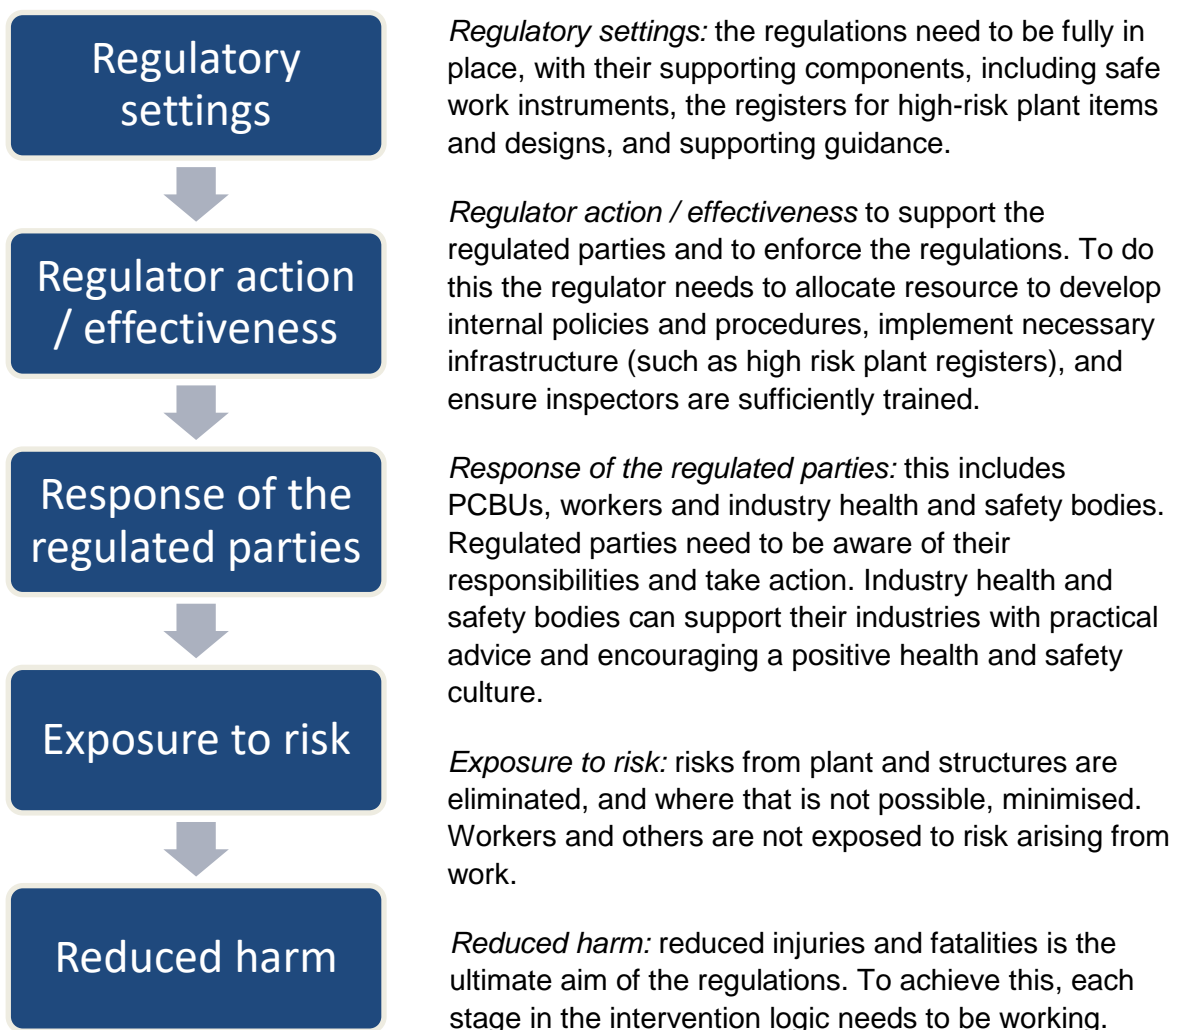 Regulatory
settings
Regulatory settings: the regulations need to be fully in
place, with their supporting components, including safe
work instruments, the registers for high-risk plant items
and designs, and supporting guidance.
Regulator action
/ effectiveness
Regulator action / effectiveness to support the
regulated parties and to enforce the regulations. To do
this the regulator needs to allocate resource to develop
internal policies and procedures, implement necessary
infrastructure (such as high risk plant registers), and
ensure inspectors are sufficiently trained.
Response of the
regulated parties
Response of the regulated parties: this includes
PCBUs, workers and industry health and safety bodies.
Regulated parties need to be aware of their
responsibilities and take action. Industry health and
safety bodies can support their industries with practical
advice and encouraging a positive health and safety
culture.
Exposure to risk
Exposure to risk: risks from plant and structures are
eliminated, and where that is not possible, minimised.
Workers and others are not exposed to risk arising from
work.
Reduced harm
Reduced harm: reduced injuries and fatalities is the
ultimate aim of the regulations. To achieve this, each
stage in the intervention logic needs to be working.